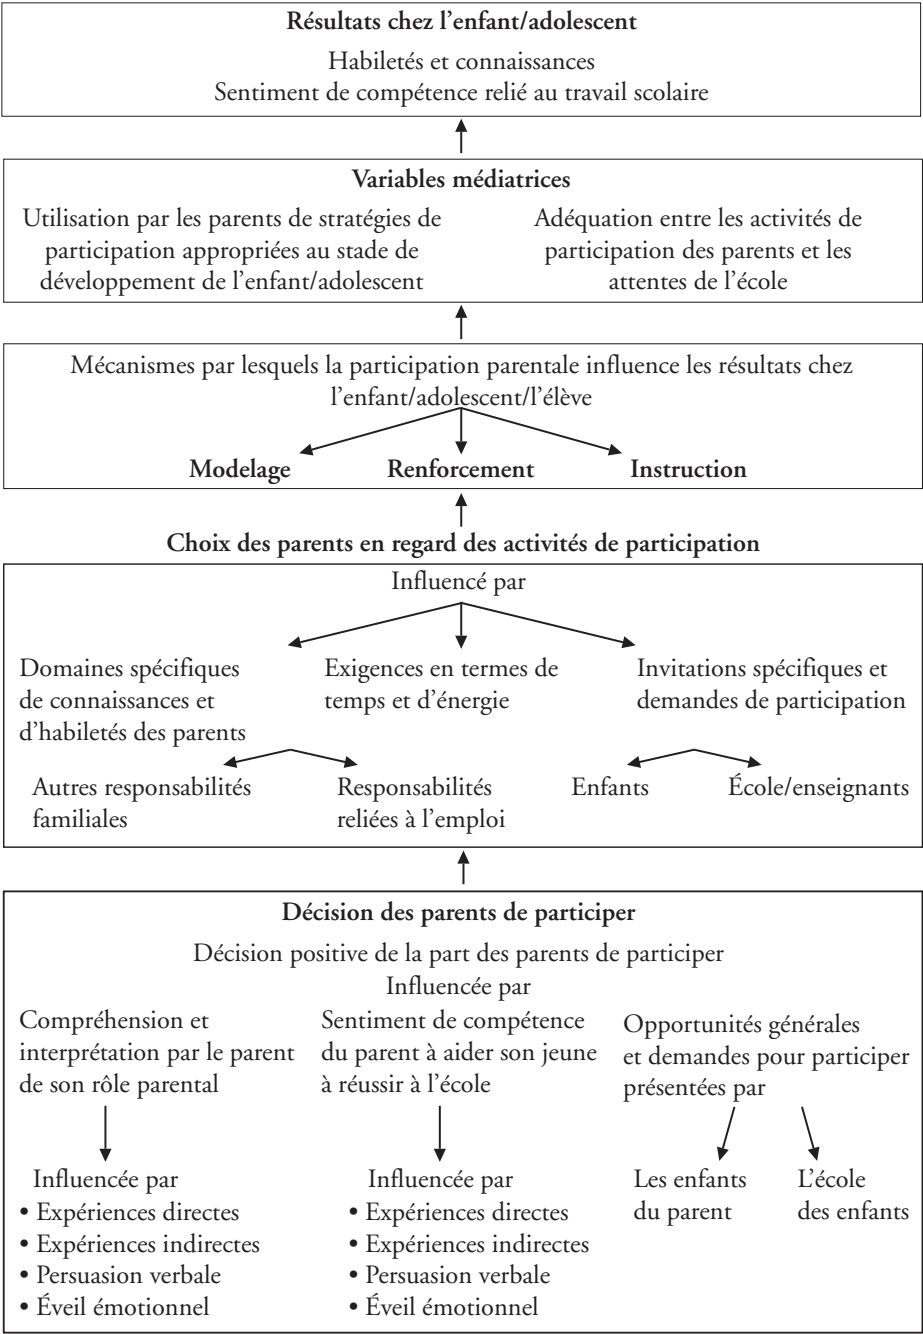 Résultats chez l’enfant/adolescent
Habiletés et connaissances
Sentiment de compétence relié au travail scolaire
Variables médiatrices
Utilisation par les parents de stratégies de
participation appropriées au stade de
développement de l’enfant/adolescent
Adéquation entre les activités de
participation des parents et les
attentes de l’école
Mécanismes par lesquels la participation parentale influence les résultats chez
l’enfant/adolescent/l’élève
Modelage
Renforcement
Instruction
Choix des parents en regard des activités de participation
Influencé par
Domaines spécifiques
de connaissances et
d’habiletés des parents
Exigences en termes de
temps et d’énergie
Invitations spécifiques et
demandes de participation
Autres responsabilités
familiales
Responsabilités
reliées à l’emploi
Enfants
École/enseignants
Décision des parents de participer
Décision positive de la part des parents de participer
Influencée par
Compréhension et
interprétation par le parent
de son rôle parental
Sentiment de compétence
du parent à aider son jeune
à réussir à l’école
Opportunités générales
et demandes pour participer
présentées par
Influencée par
• Expériences directes
• Expériences indirectes
• Persuasion verbale
• Éveil émotionnel
Influencée par
• Expériences directes
• Expériences indirectes
• Persuasion verbale
• Éveil émotionnel
Les enfants
du parent
L’école
des enfants